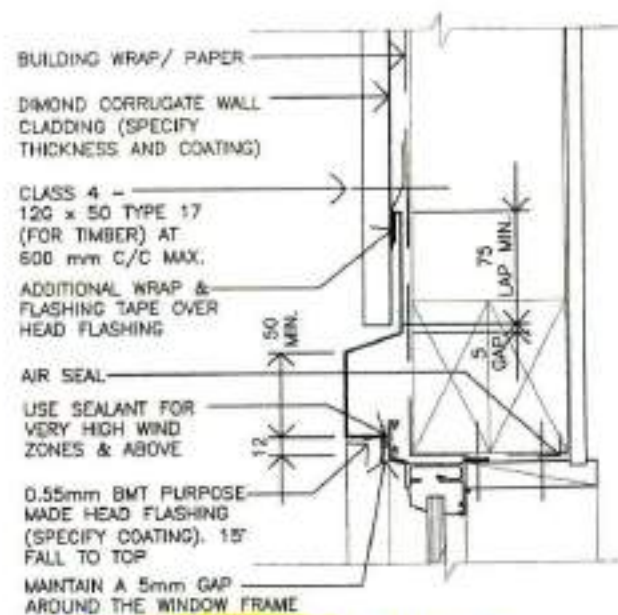 BUILDING WRAP/ PAPER
DIMOND CORRUGATE WALL
CLADDING (SPECIFY
THICKNESS AND COATING)
CLASS 4 –
12G x 50 TYPE 17
(FOR TIMBER) AT
600 mm C/C MAX.
ADDITIONAL WRAP &
FLASHING TAPE OVER
HEAD FLASHING
AIR SEAL
USE SEALANT FOR
VERY HIGH WIND
ZONES & ABOVE
0.55mm BMT PURPOSE
MADE HEAD FLASHING
(SPECIFY COATING). 15°
FALL TO TOP
MAINTAIN A 5mm GAP
AROUND THE WINDOW FRAME
50
MIN.
12
75
LAP MIN.
5
GAP